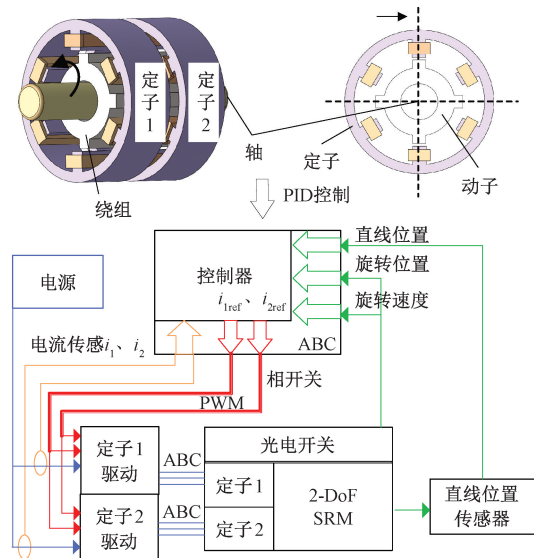 定子1
定子2
轴
绕组
定子
动子
PID控制
直线位置
旋转位置
旋转速度
电源
控制器
i1ref、i2ref
ABC
电流传感i1、i2
相开关
PWM
定子1
驱动
ABC
定子2
驱动
ABC
光电开关
定子1
定子2
2-DoF
SRM
直线位置
传感器